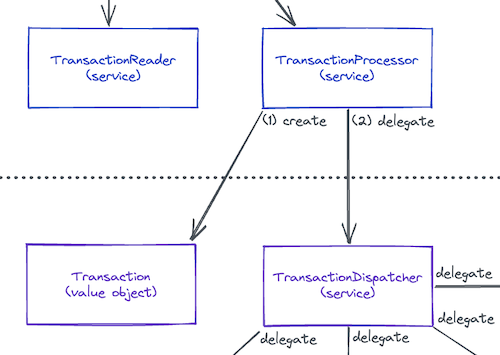 TransactionReader
(service)
TransactionProcessor
(service)
(1) create
(2) delegate
Transaction
(value object)
TransactionDispatcher
(service)
delegate
delegate
delegate
delegate